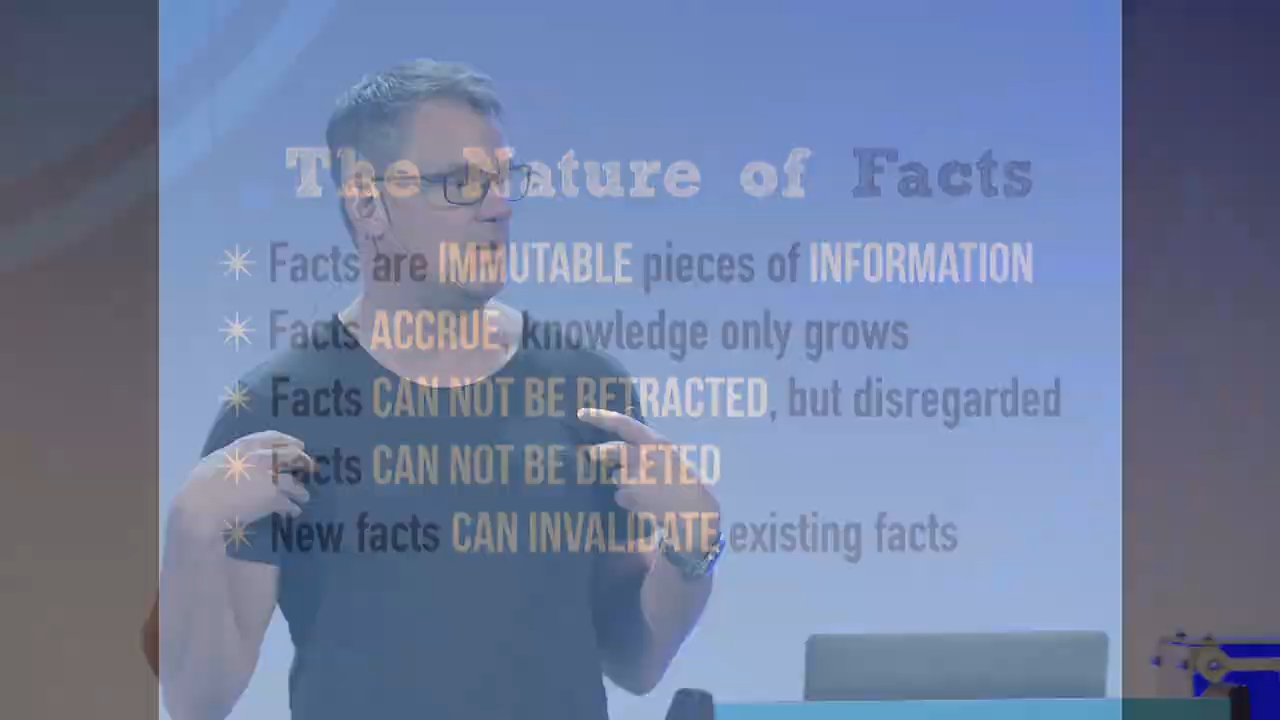 The Nature of Facts
Facts are IMMUTABLE pieces of INFORMATION
Facts ACCRUE, knowledge only grows
Facts CAN NOT BE RETRACTED, but disregarded
Facts CAN NOT BE DELETED
New facts CAN INVALIDATE existing facts